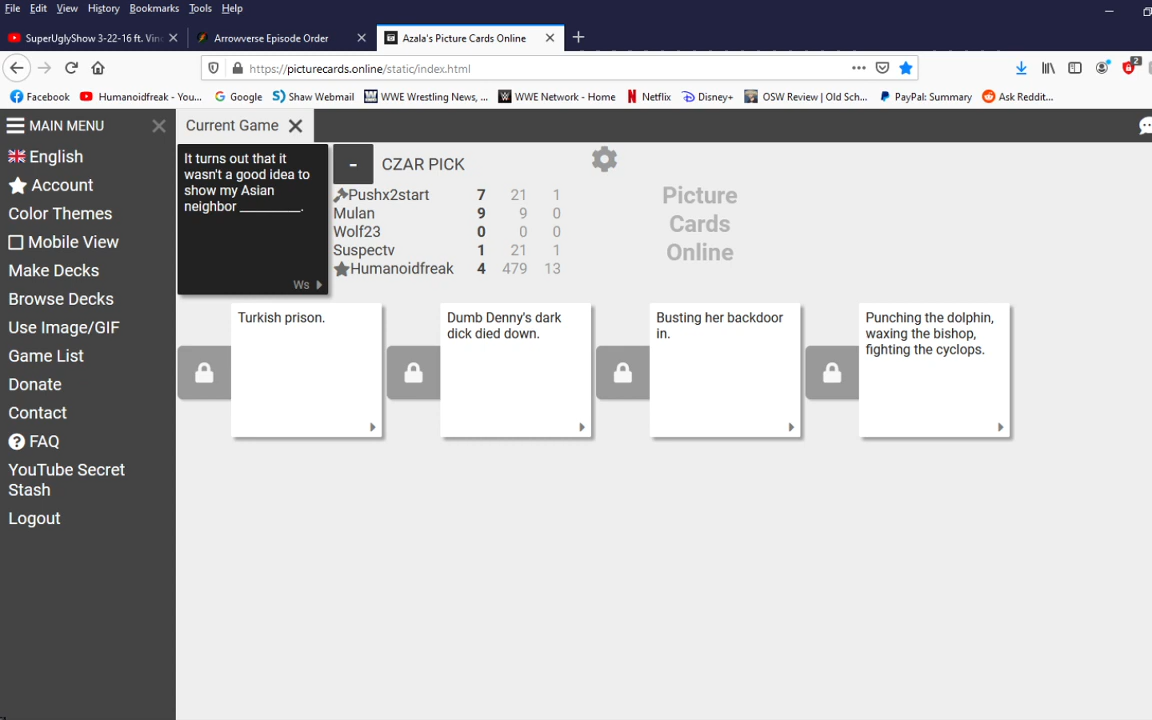 File Edit View History Bookmarks Tools Help
SuperUglyShow 3-22-16 ft. Vinc
Arrowverse Episode Order
Azala's Picture Cards Online
https://picturecards.online/static/index.html
2
Facebook
Humanoidfreak - You...
Google
Shaw Webmail
WWE Wrestling News, ...
WWE Network - Home
Netflix
Disney+
OSW Review | Old Sch...
PayPal: Summary
Ask Reddit...
MAIN MENU
English
Account
Color Themes
Mobile View
Make Decks
Browse Decks
Use Image/GIF
Game List
Donate
Contact
FAQ
YouTube Secret
Stash
Logout
Current Game
It turns out that it
wasn't a good idea to
show my Asian
neighbor __________.
Ws
-
CZAR PICK
Pushx2start 7 21 1
Mulan 9 9 0
Wolf23 0 0 0
Suspectv 1 21 1
Humanoidfreak 4 479 13
Picture
Cards
Online
Turkish prison.
Dumb Denny's dark
dick died down.
Busting her backdoor
in.
Punching the dolphin,
waxing the bishop,
fighting the cyclops.